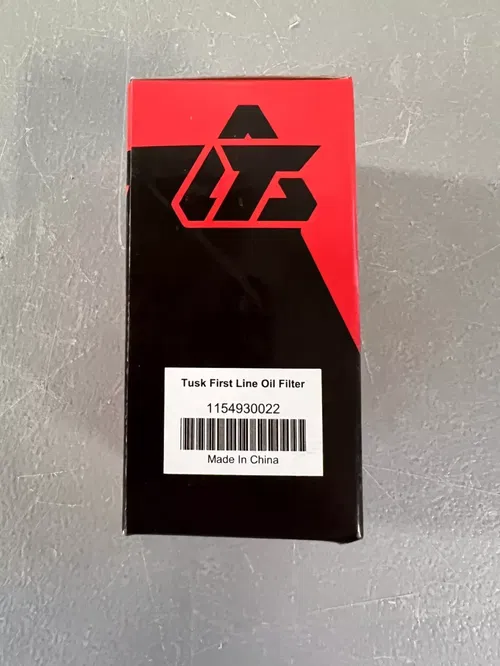 Tusk First Line Oil Filter
1154930022
Made In China